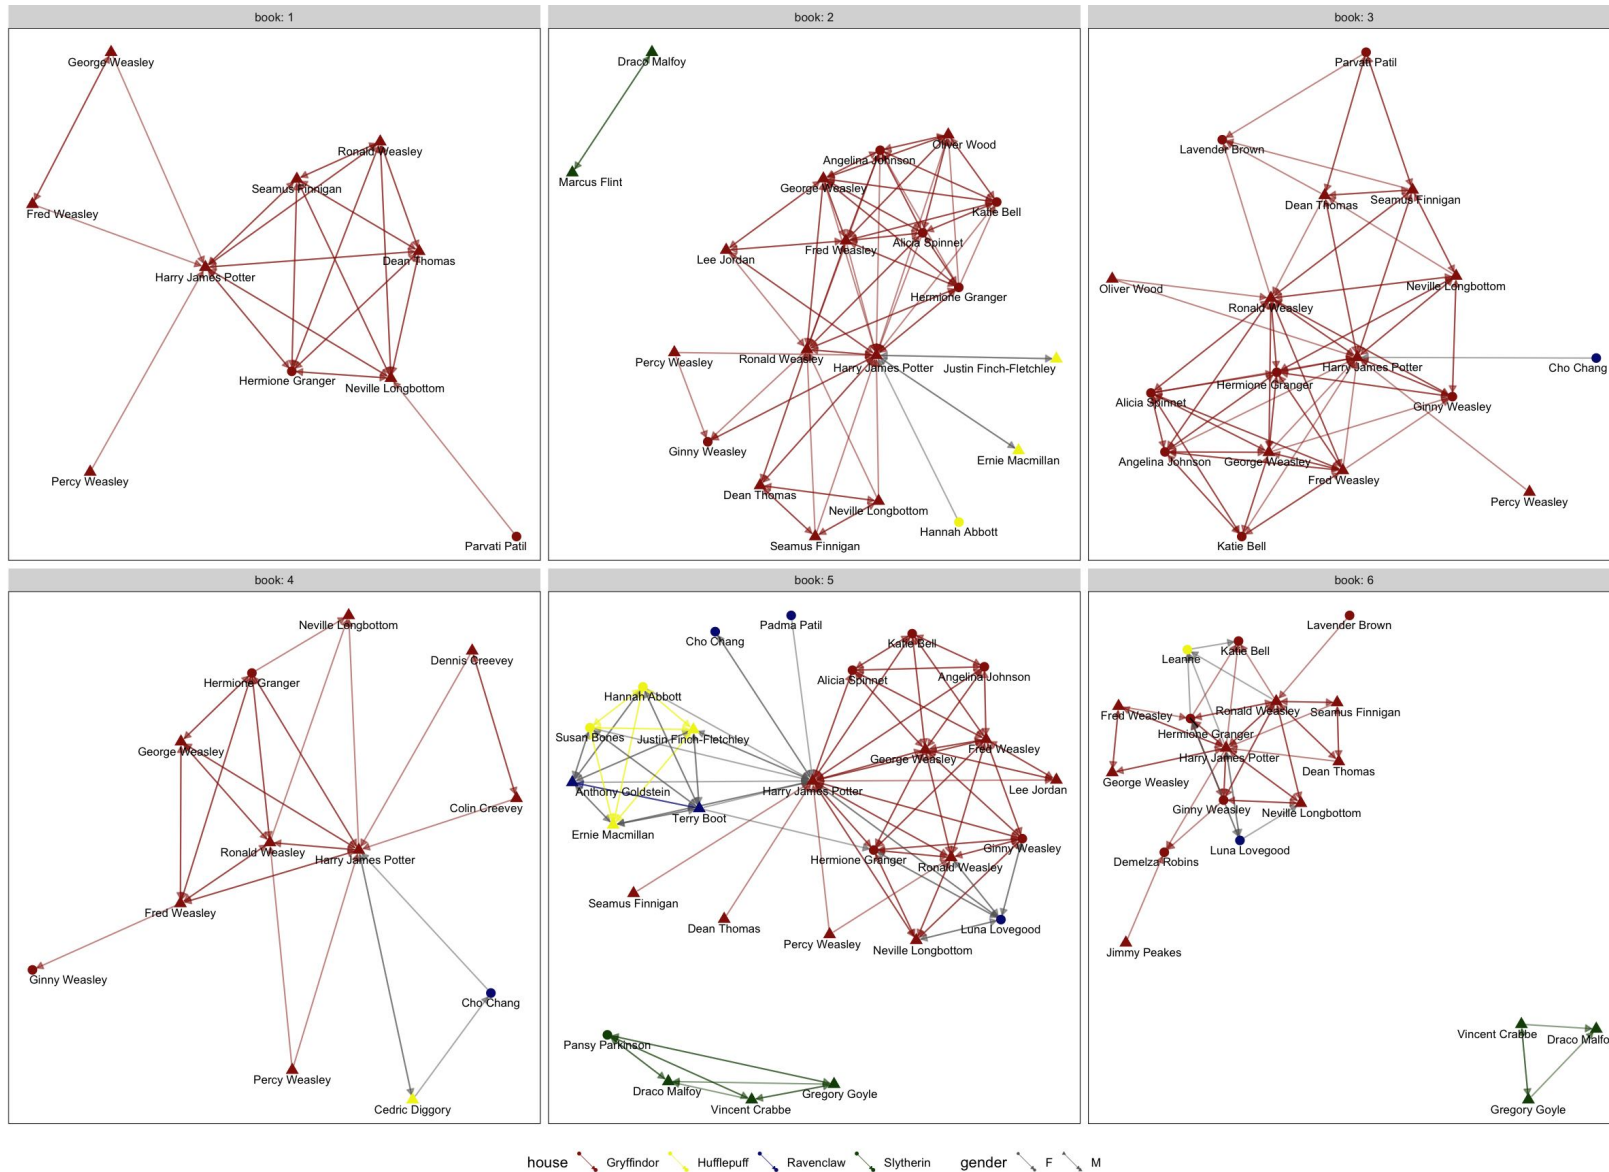 book: 1
book: 2
book: 3
George Weasley
Ronald Weasley
Seamus Finnigan
Fred Weasley
Dean Thomas
Harry James Potter
Hermione Granger
Neville Longbottom
Percy Weasley
Parvati Patil
Draco Malfoy
Marcus Flint
Oliver Wood
Angelina Johnson
George Weasley
Katie Bell
Alicia Spinnet
Fred Weasley
Lee Jordan
Hermione Granger
Percy Weasley
Ronald Weasley
Harry James Potter
Justin Finch-Fletchley
Ginny Weasley
Ernie Macmillan
Dean Thomas
Neville Longbottom
Hannah Abbott
Seamus Finnigan
Parvati Patil
Lavender Brown
Dean Thomas
Seamus Finnigan
Oliver Wood
Neville Longbottom
Ronald Weasley
Harry James Potter
Cho Chang
Hermione Granger
Alicia Spinnet
Ginny Weasley
Angelina Johnson
George Weasley
Fred Weasley
Percy Weasley
Katie Bell
book: 4
book: 5
book: 6
Neville Longbottom
Dennis Creevey
Hermione Granger
George Weasley
Colin Creevey
Ronald Weasley
Harry James Potter
Fred Weasley
Ginny Weasley
Cho Chang
Percy Weasley
Cedric Diggory
Padma Patil
Cho Chang
Katie Bell
Alicia Spinnet
Angelina Johnson
Hannah Abbott
Susan Bones
Justin Finch-Fletchley
Fred Weasley
George Weasley
Anthony Goldstein
Harry James Potter
Lee Jordan
Terry Boot
Ernie Macmillan
Ginny Weasley
Hermione Granger
Ronald Weasley
Seamus Finnigan
Dean Thomas
Luna Lovegood
Percy Weasley
Neville Longbottom
Pansy Parkinson
Draco Malfoy
Gregory Goyle
Vincent Crabbe
Lavender Brown
Katie Bell
Leanne
Ronald Weasley
Seamus Finnigan
Fred Weasley
Hermione Granger
Harry James Potter
Dean Thomas
George Weasley
Ginny Weasley
Neville Longbottom
Luna Lovegood
Demelza Robins
Jimmy Peakes
Vincent Crabbe
Draco Malfo
Gregory Goyle
house Gryffindor Hufflepuff Ravenclaw Slytherin gender F M